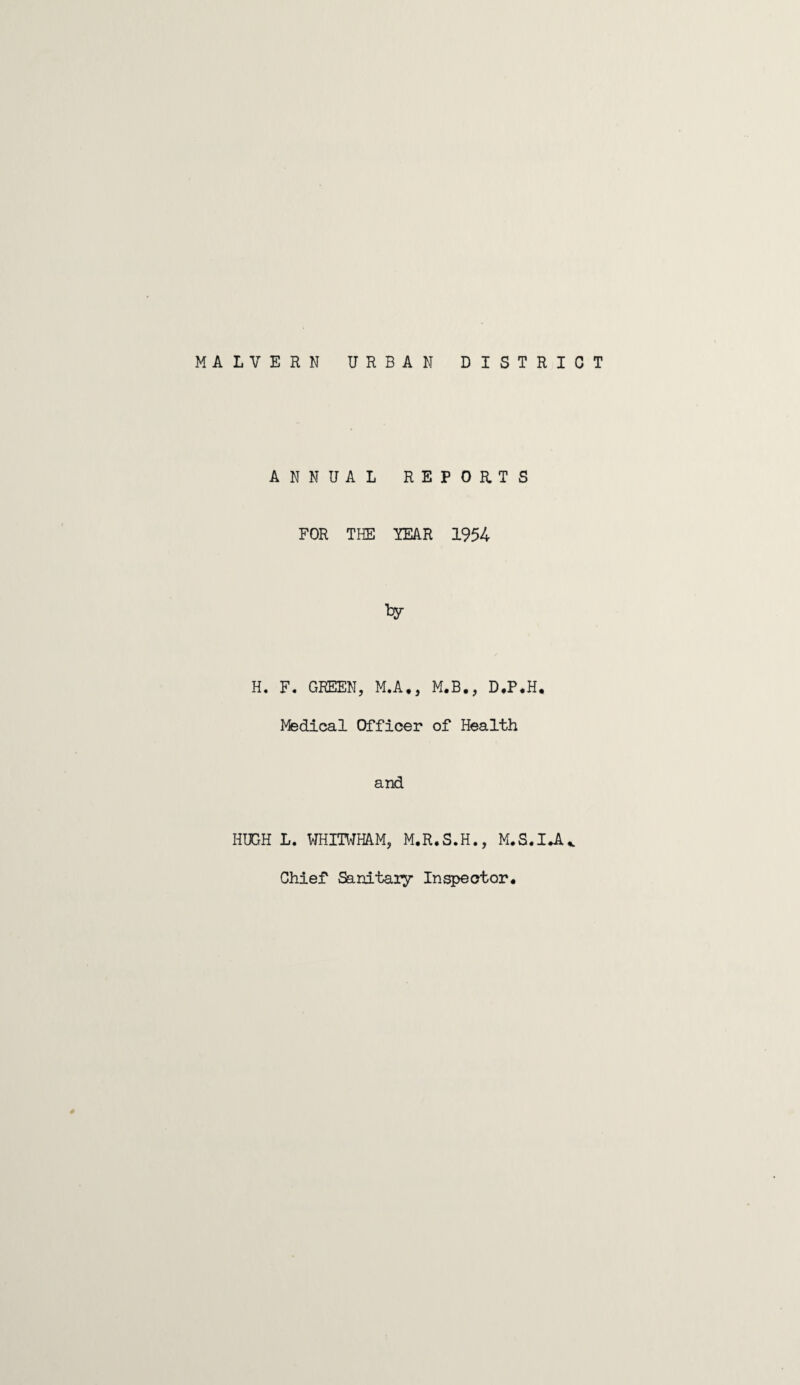 MALVERN URBAN DISTRICT
ANNUAL REPORTS
FOR THE YEAR 1954
by
H. F. GREEN, M.A., M.B., D.P.H.
Medical Officer of Health
and
HUGH L. WHITWHAM, M.R.S.H., M.S.I.A.
Chief Sanitary Inspector.